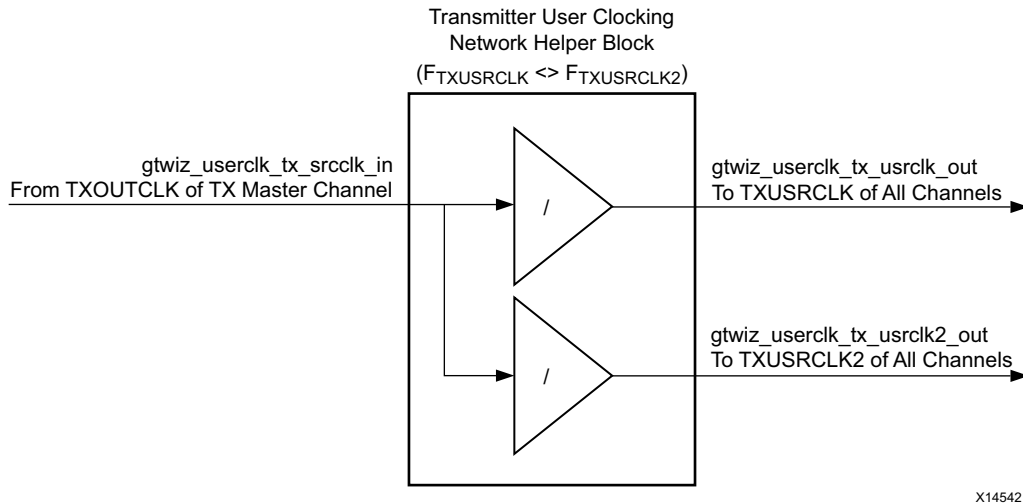 Transmitter User Clocking
Network Helper Block
(FTXUSRCLK <> FTXUSRCLK2)
gtwiz_userclk_tx_srcclk_in
From TXOUTCLK of TX Master Channel
/
gtwiz_userclk_tx_usrclk_out
To TXUSRCLK of All Channels
/
gtwiz_userclk_tx_usrclk2_out
To TXUSRCLK2 of All Channels
X14542